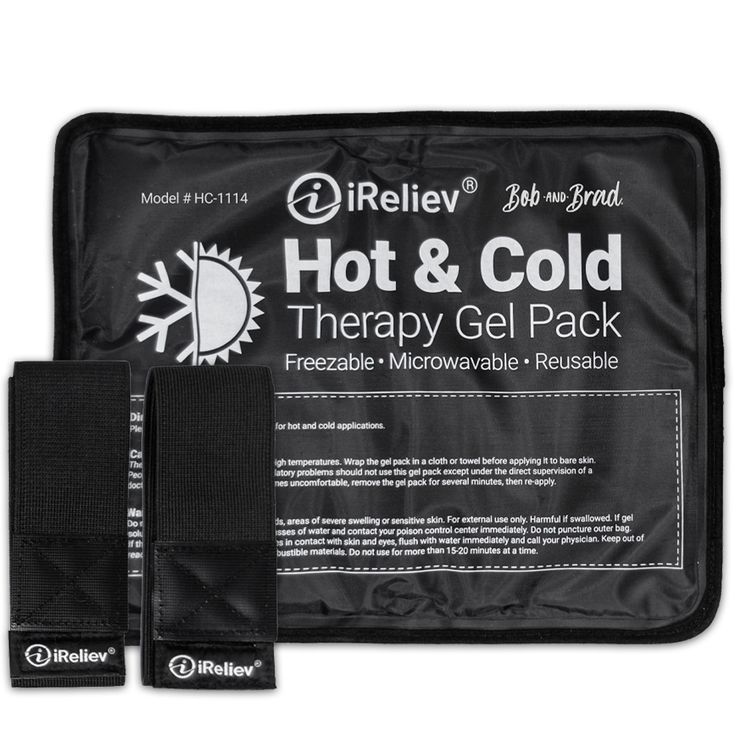 Model # HC-1114
iReliev®
Bob AND Brad
Hot & Cold
Therapy Gel Pack
Freezable • Microwavable • Reusable
for hot and cold applications.
high temperatures. Wrap the gel pack in a cloth or towel before applying it to bare skin.
problems should not use this gel pack except under the direct supervision of a
uncomfortable, remove the gel pack for several minutes, then re-apply.
areas of severe swelling or sensitive skin. For external use only. Harmful if swallowed. If gel
of water and contact your poison control center immediately. Do not puncture outer bag.
in contact with skin and eyes, flush with water immediately and call your physician. Keep out of
materials. Do not use for more than 15-20 minutes at a time.
iReliev®
iReliev®